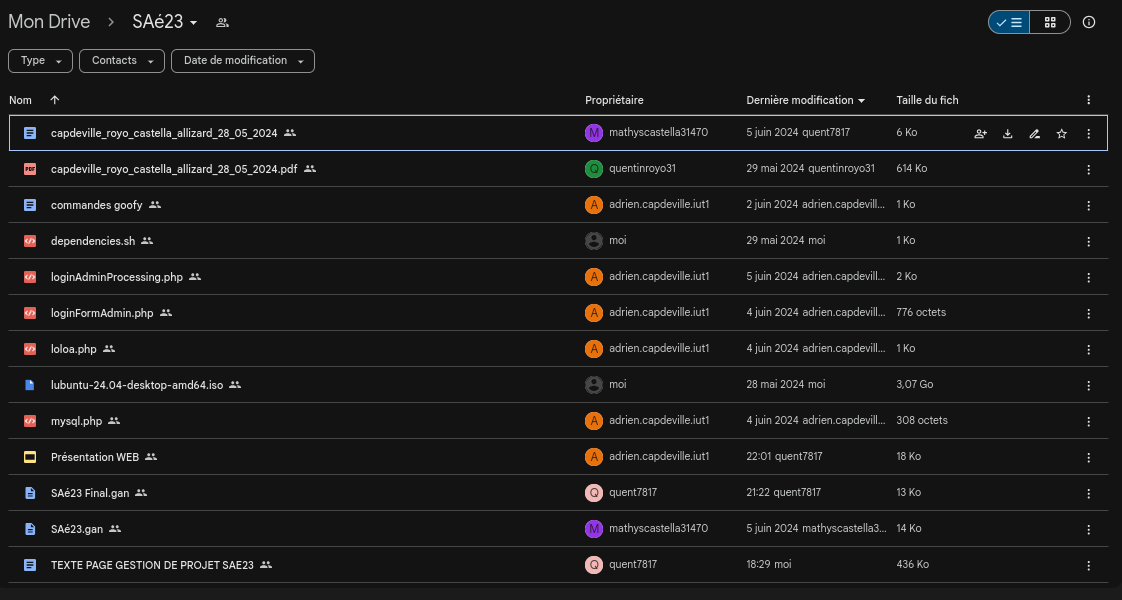 Mon Drive > SAé23
Type Contacts Date de modification
Nom Propriétaire Dernière modification Taille du fich
capdeville_royo_castella_allizard_28_05_2024 M mathyscastella31470 5 juin 2024 quent7817 6 Ko
PDF capdeville_royo_castella_allizard_28_05_2024.pdf Q quentinroyo31 29 mai 2024 quentinroyo31 614 Ko
commandes goofy A adrien.capdeville.iut1 2 juin 2024 adrien.capdevill... 1 Ko
dependencies.sh moi 29 mai 2024 moi 1 Ko
loginAdminProcessing.php A adrien.capdeville.iut1 5 juin 2024 adrien.capdevill... 2 Ko
loginFormAdmin.php A adrien.capdeville.iut1 4 juin 2024 adrien.capdevill... 776 octets
loloa.php A adrien.capdeville.iut1 4 juin 2024 adrien.capdevill... 1 Ko
lubuntu-24.04-desktop-amd64.iso moi 28 mai 2024 moi 3,07 Go
mysql.php A adrien.capdeville.iut1 4 juin 2024 adrien.capdevill... 308 octets
Présentation WEB A adrien.capdeville.iut1 22:01 quent7817 18 Ko
SAé23 Final.gan Q quent7817 21:22 quent7817 13 Ko
SAé23.gan M mathyscastella31470 5 juin 2024 mathyscastella3... 14 Ko
TEXTE PAGE GESTION DE PROJET SAE23 Q quent7817 18:29 moi 436 Ko